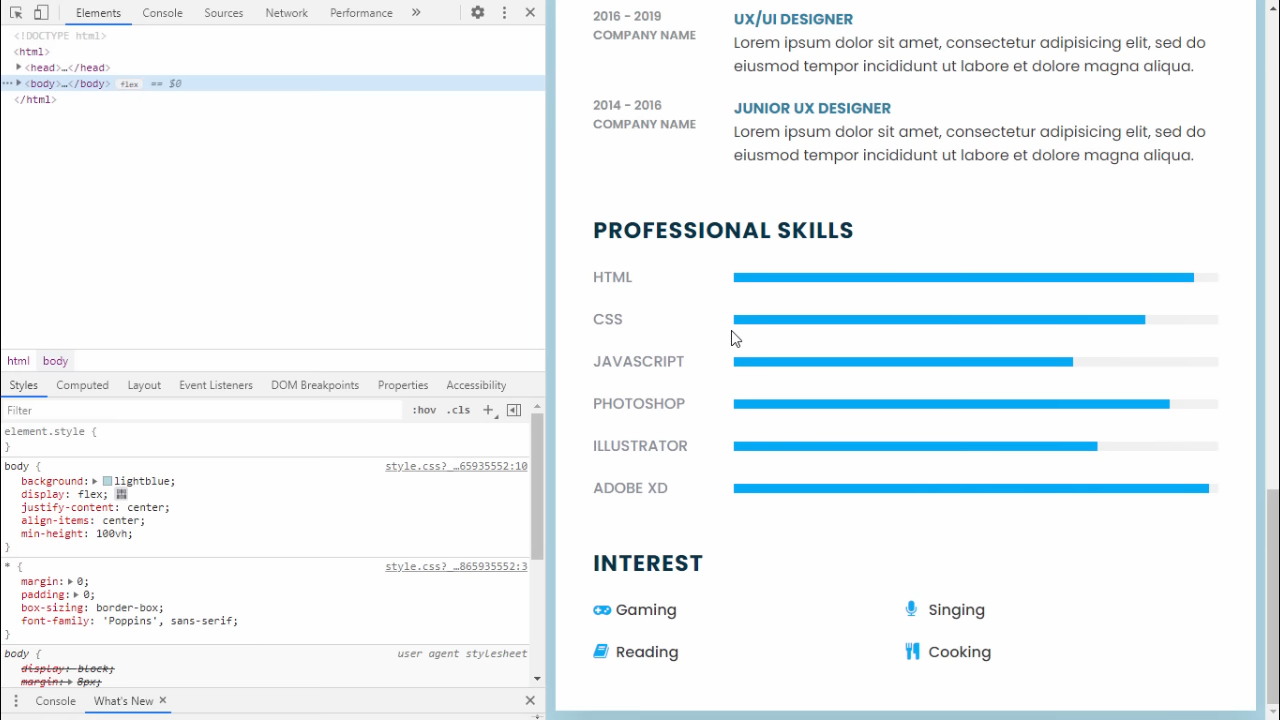 Elements Console Sources Network Performance »
<!DOCTYPE html>
<html>
<head>…</head>
<body>…</body> flex == $0
</html>
html body
Styles Computed Layout Event Listeners DOM Breakpoints Properties Accessibility
Filter :hov .cls +
element.style {
}
body { style.css?_…65935552:10
background: lightblue;
display: flex;
justify-content: center;
align-items: center;
min-height: 100vh;
}
* { style.css?_…865935552:3
margin: 0;
padding: 0;
box-sizing: border-box;
font-family: 'Poppins', sans-serif;
}
body { user agent stylesheet
display: block;
margin: 8px;
Console What's New ×
2016 - 2019
COMPANY NAME
UX/UI DESIGNER
Lorem ipsum dolor sit amet, consectetur adipisicing elit, sed do
eiusmod tempor incididunt ut labore et dolore magna aliqua.
2014 - 2016
COMPANY NAME
JUNIOR UX DESIGNER
Lorem ipsum dolor sit amet, consectetur adipisicing elit, sed do
eiusmod tempor incididunt ut labore et dolore magna aliqua.
PROFESSIONAL SKILLS
HTML
CSS
JAVASCRIPT
PHOTOSHOP
ILLUSTRATOR
ADOBE XD
INTEREST
Gaming Singing
Reading Cooking